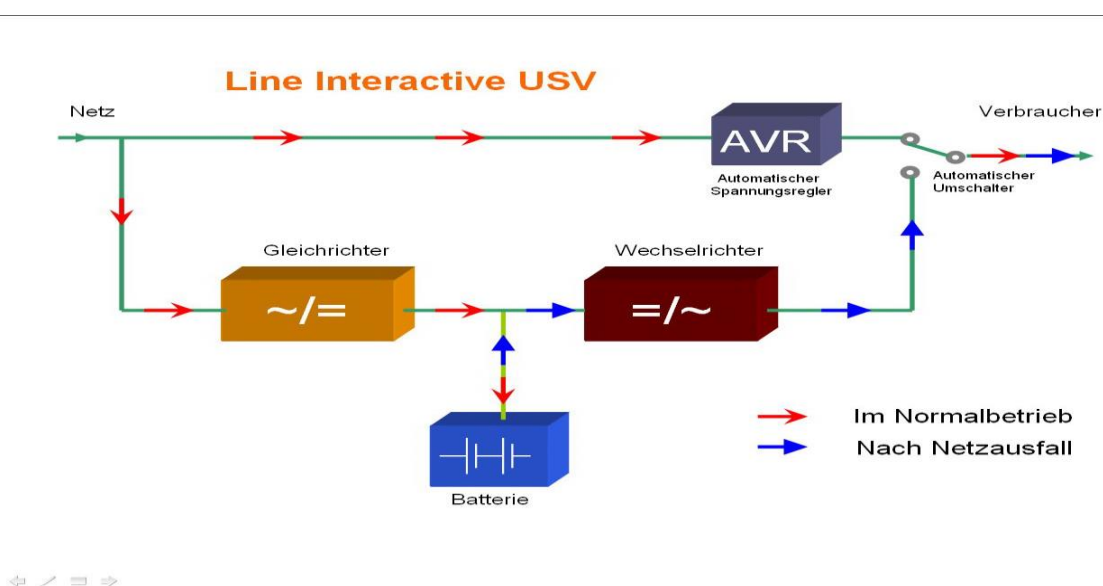 Line Interactive USV
Netz
Verbraucher
AVR
Automatischer
Spannungsregler
Automatischer
Umschalter
Gleichrichter
Wechselrichter
~/=
=/~
Im Normalbetrieb
Nach Netzausfall
Batterie